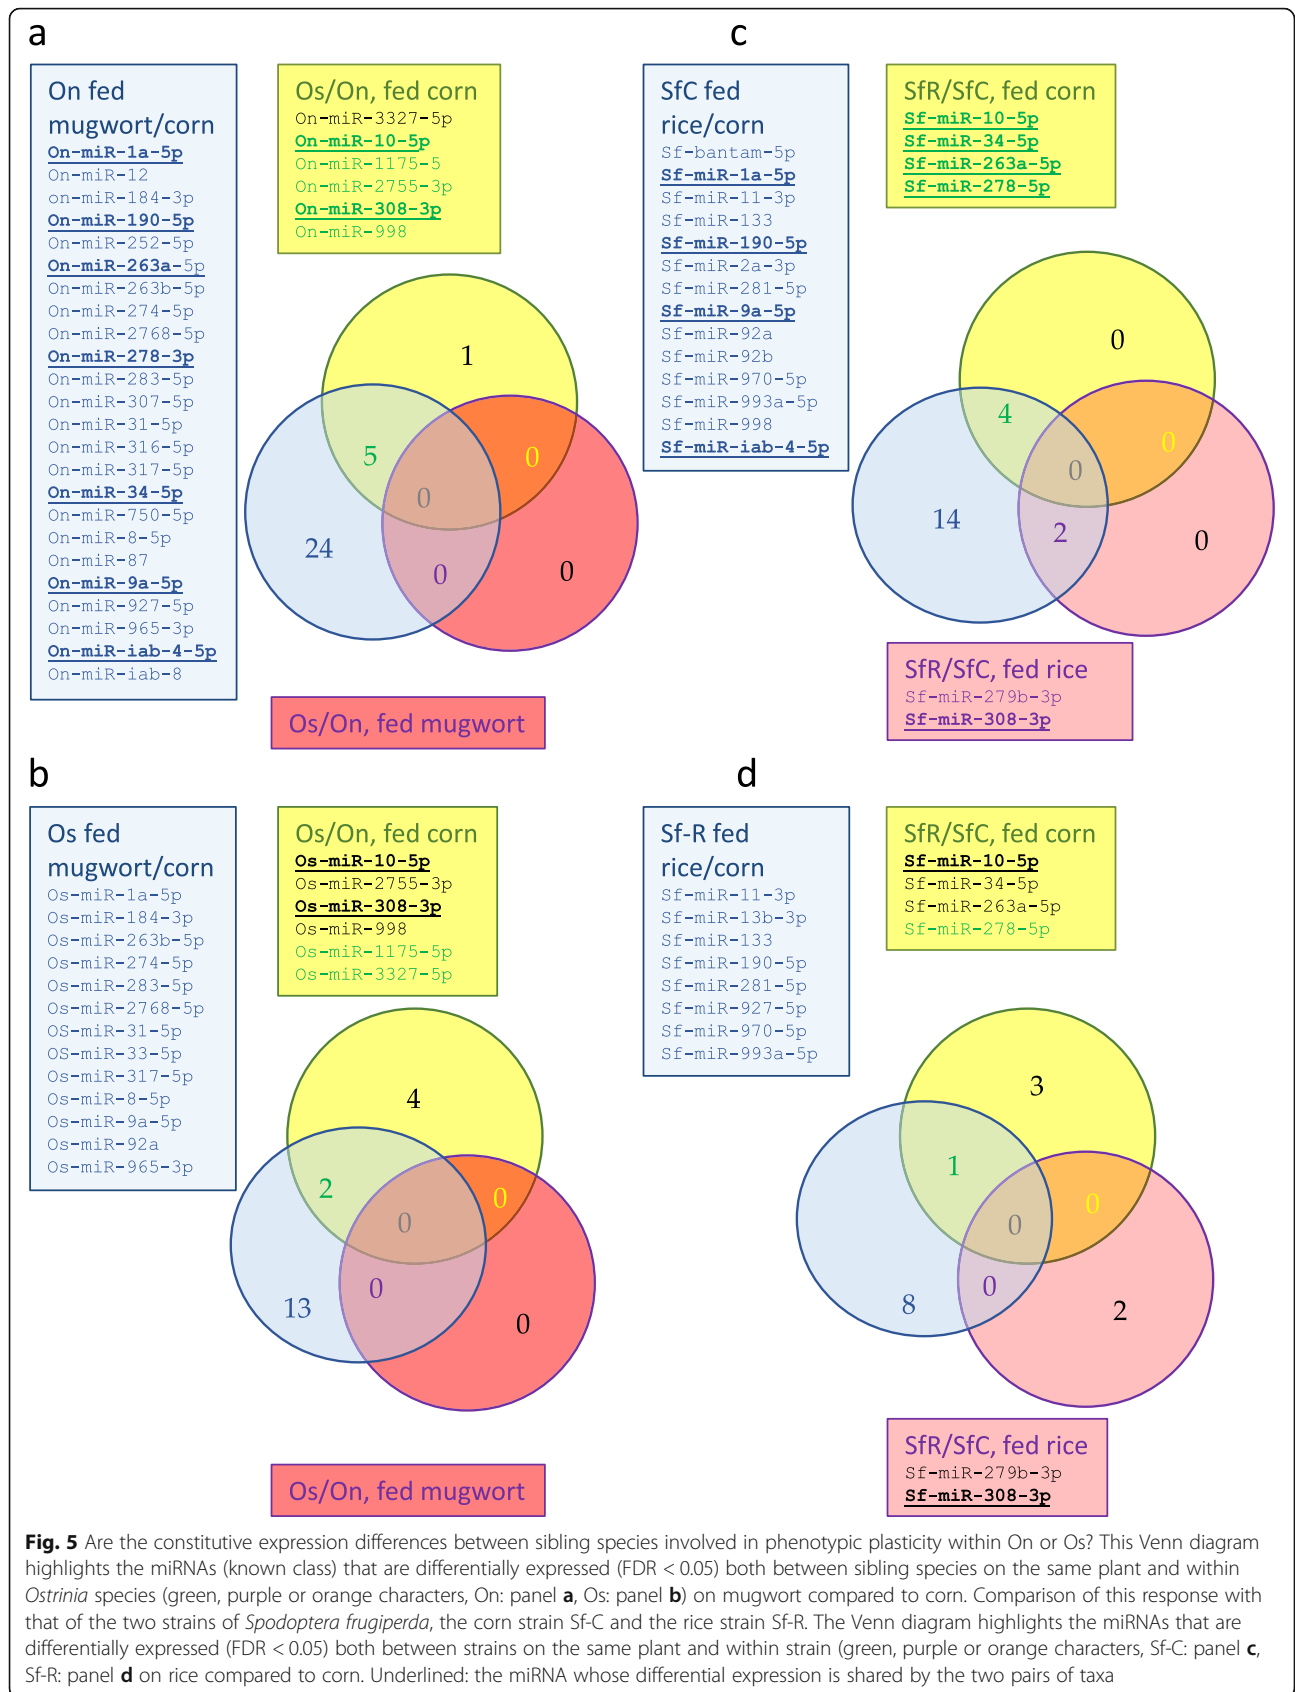 a
On fed
mugwort/corn
On-miR-1a-5p
On-miR-12
on-miR-184-3p
On-miR-190-5p
On-miR-252-5p
On-miR-263a-5p
On-miR-263b-5p
On-miR-274-5p
On-miR-2768-5p
On-miR-278-3p
On-miR-283-5p
On-miR-307-5p
On-miR-31-5p
On-miR-316-5p
On-miR-317-5p
On-miR-34-5p
On-miR-750-5p
On-miR-8-5p
On-miR-87
On-miR-9a-5p
On-miR-927-5p
On-miR-965-3p
On-miR-iab-4-5p
On-miR-iab-8
Os/On, fed corn
On-miR-3327-5p
On-miR-10-5p
On-miR-1175-5
On-miR-2755-3p
On-miR-308-3p
On-miR-998
1
5
0
0
24
0
0
Os/On, fed mugwort
c
SfC fed
rice/corn
Sf-bantam-5p
Sf-miR-1a-5p
Sf-miR-11-3p
Sf-miR-133
Sf-miR-190-5p
Sf-miR-2a-3p
Sf-miR-281-5p
Sf-miR-9a-5p
Sf-miR-92a
Sf-miR-92b
Sf-miR-970-5p
Sf-miR-993a-5p
Sf-miR-998
Sf-miR-iab-4-5p
SfR/SfC, fed corn
Sf-miR-10-5p
Sf-miR-34-5p
Sf-miR-263a-5p
Sf-miR-278-5p
0
4
0
0
14
2
0
SfR/SfC, fed rice
Sf-miR-279b-3p
Sf-miR-308-3p
b
Os fed
mugwort/corn
Os-miR-1a-5p
Os-miR-184-3p
Os-miR-263b-5p
Os-miR-274-5p
Os-miR-283-5p
Os-miR-2768-5p
OS-miR-31-5p
OS-miR-33-5p
Os-miR-317-5p
Os-miR-8-5p
Os-miR-9a-5p
Os-miR-92a
Os-miR-965-3p
Os/On, fed corn
Os-miR-10-5p
Os-miR-2755-3p
Os-miR-308-3p
Os-miR-998
Os-miR-1175-5p
Os-miR-3327-5p
4
2
0
0
13
0
0
Os/On, fed mugwort
d
Sf-R fed
rice/corn
Sf-miR-11-3p
Sf-miR-13b-3p
Sf-miR-133
Sf-miR-190-5p
Sf-miR-281-5p
Sf-miR-927-5p
Sf-miR-970-5p
Sf-miR-993a-5p
SfR/SfC, fed corn
Sf-miR-10-5p
Sf-miR-34-5p
Sf-miR-263a-5p
Sf-miR-278-5p
3
1
0
0
8
0
2
SfR/SfC, fed rice
Sf-miR-279b-3p
Sf-miR-308-3p
Fig. 5 Are the constitutive expression differences between sibling species involved in phenotypic plasticity within On or Os? This Venn diagram
highlights the miRNAs (known class) that are differentially expressed (FDR < 0.05) both between sibling species on the same plant and within
Ostrinia species (green, purple or orange characters, On: panel a, Os: panel b) on mugwort compared to corn. Comparison of this response with
that of the two strains of Spodoptera frugiperda, the corn strain Sf-C and the rice strain Sf-R. The Venn diagram highlights the miRNAs that are
differentially expressed (FDR < 0.05) both between strains on the same plant and within strain (green, purple or orange characters, Sf-C: panel c,
Sf-R: panel d on rice compared to corn. Underlined: the miRNA whose differential expression is shared by the two pairs of taxa